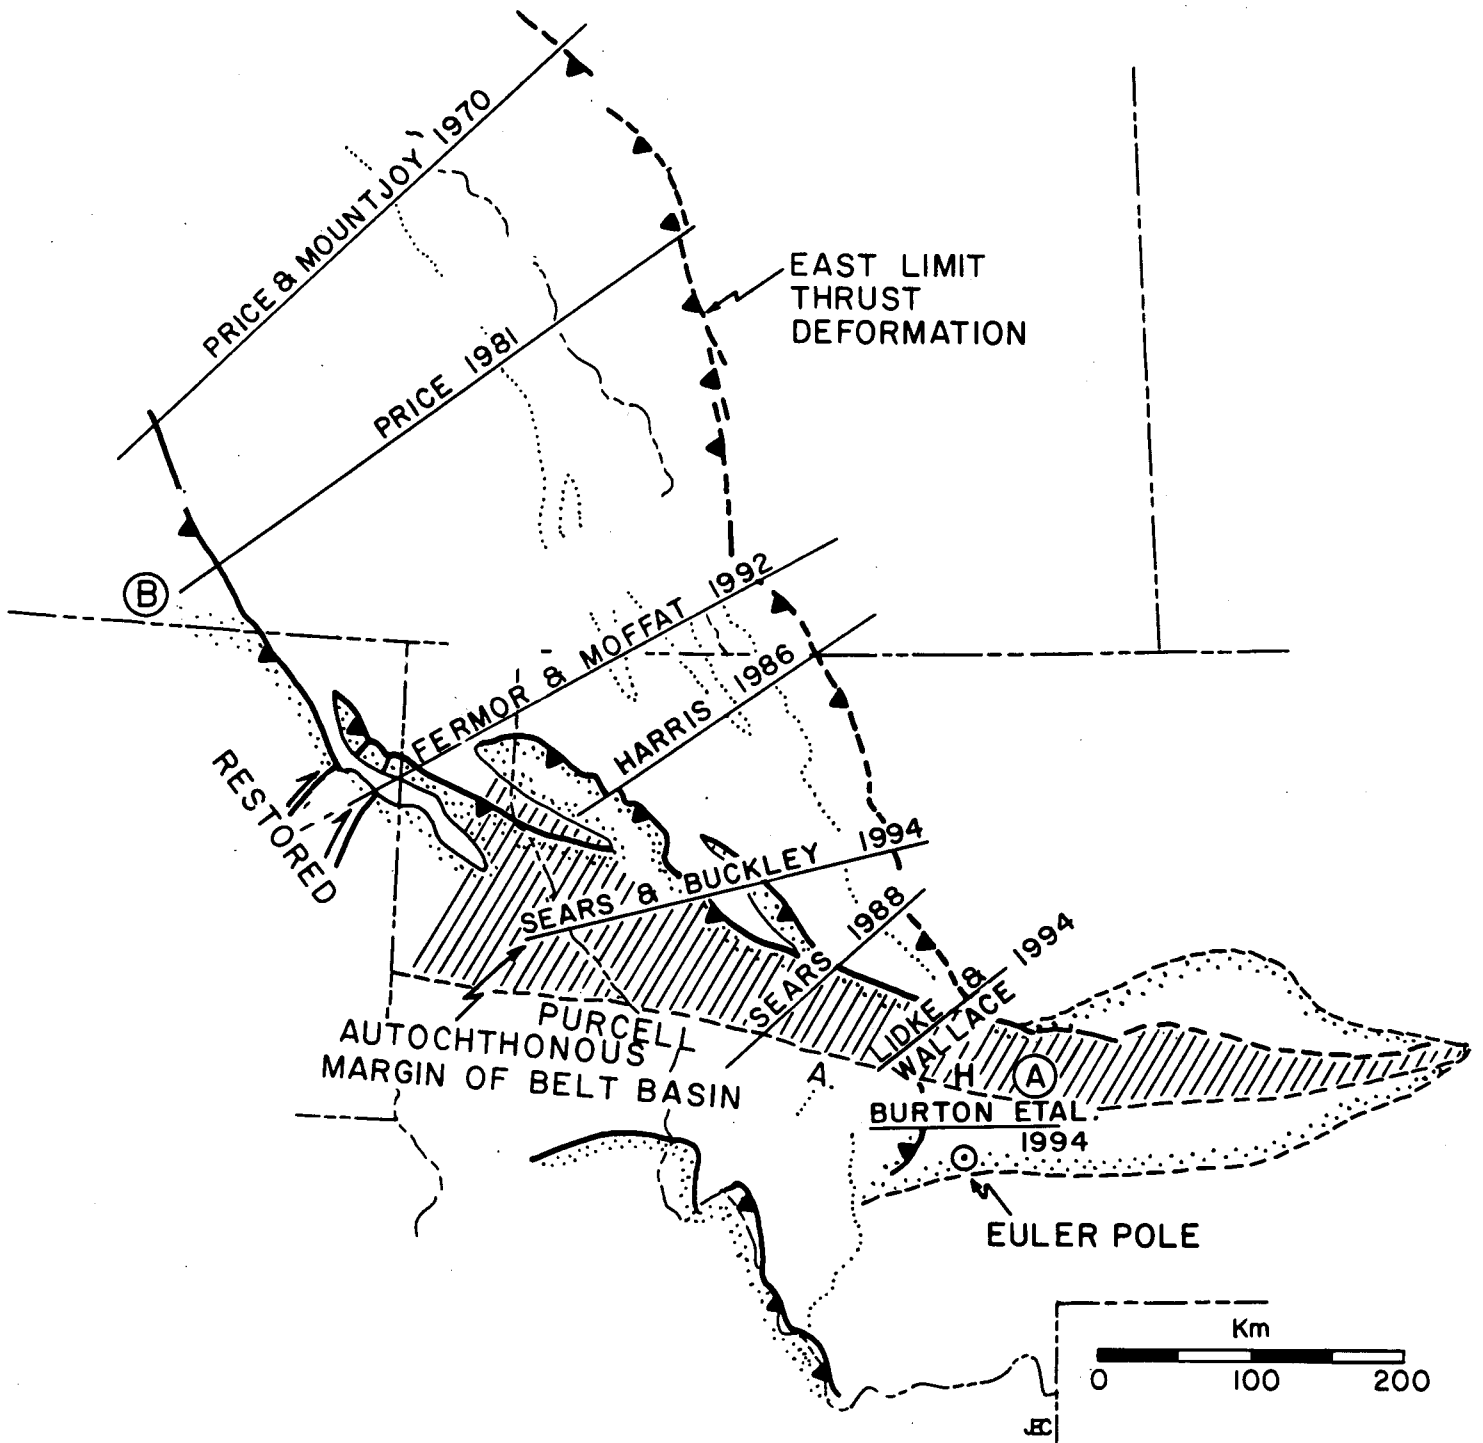 PRICE & MOUNTJOY 1970
PRICE 1981
EAST LIMIT
THRUST
DEFORMATION
B
FERMOR & MOFFAT 1992
HARRIS 1986
RESTORED
SEARS & BUCKLEY 1994
SEARS 1988
LIDKE & 1994
WALLACE
PURCELL
A.
AUTOCHTHONOUS
MARGIN OF BELT BASIN
H
A
BURTON ETAL.
1994
EULER POLE
Km
0 100 200
JEC